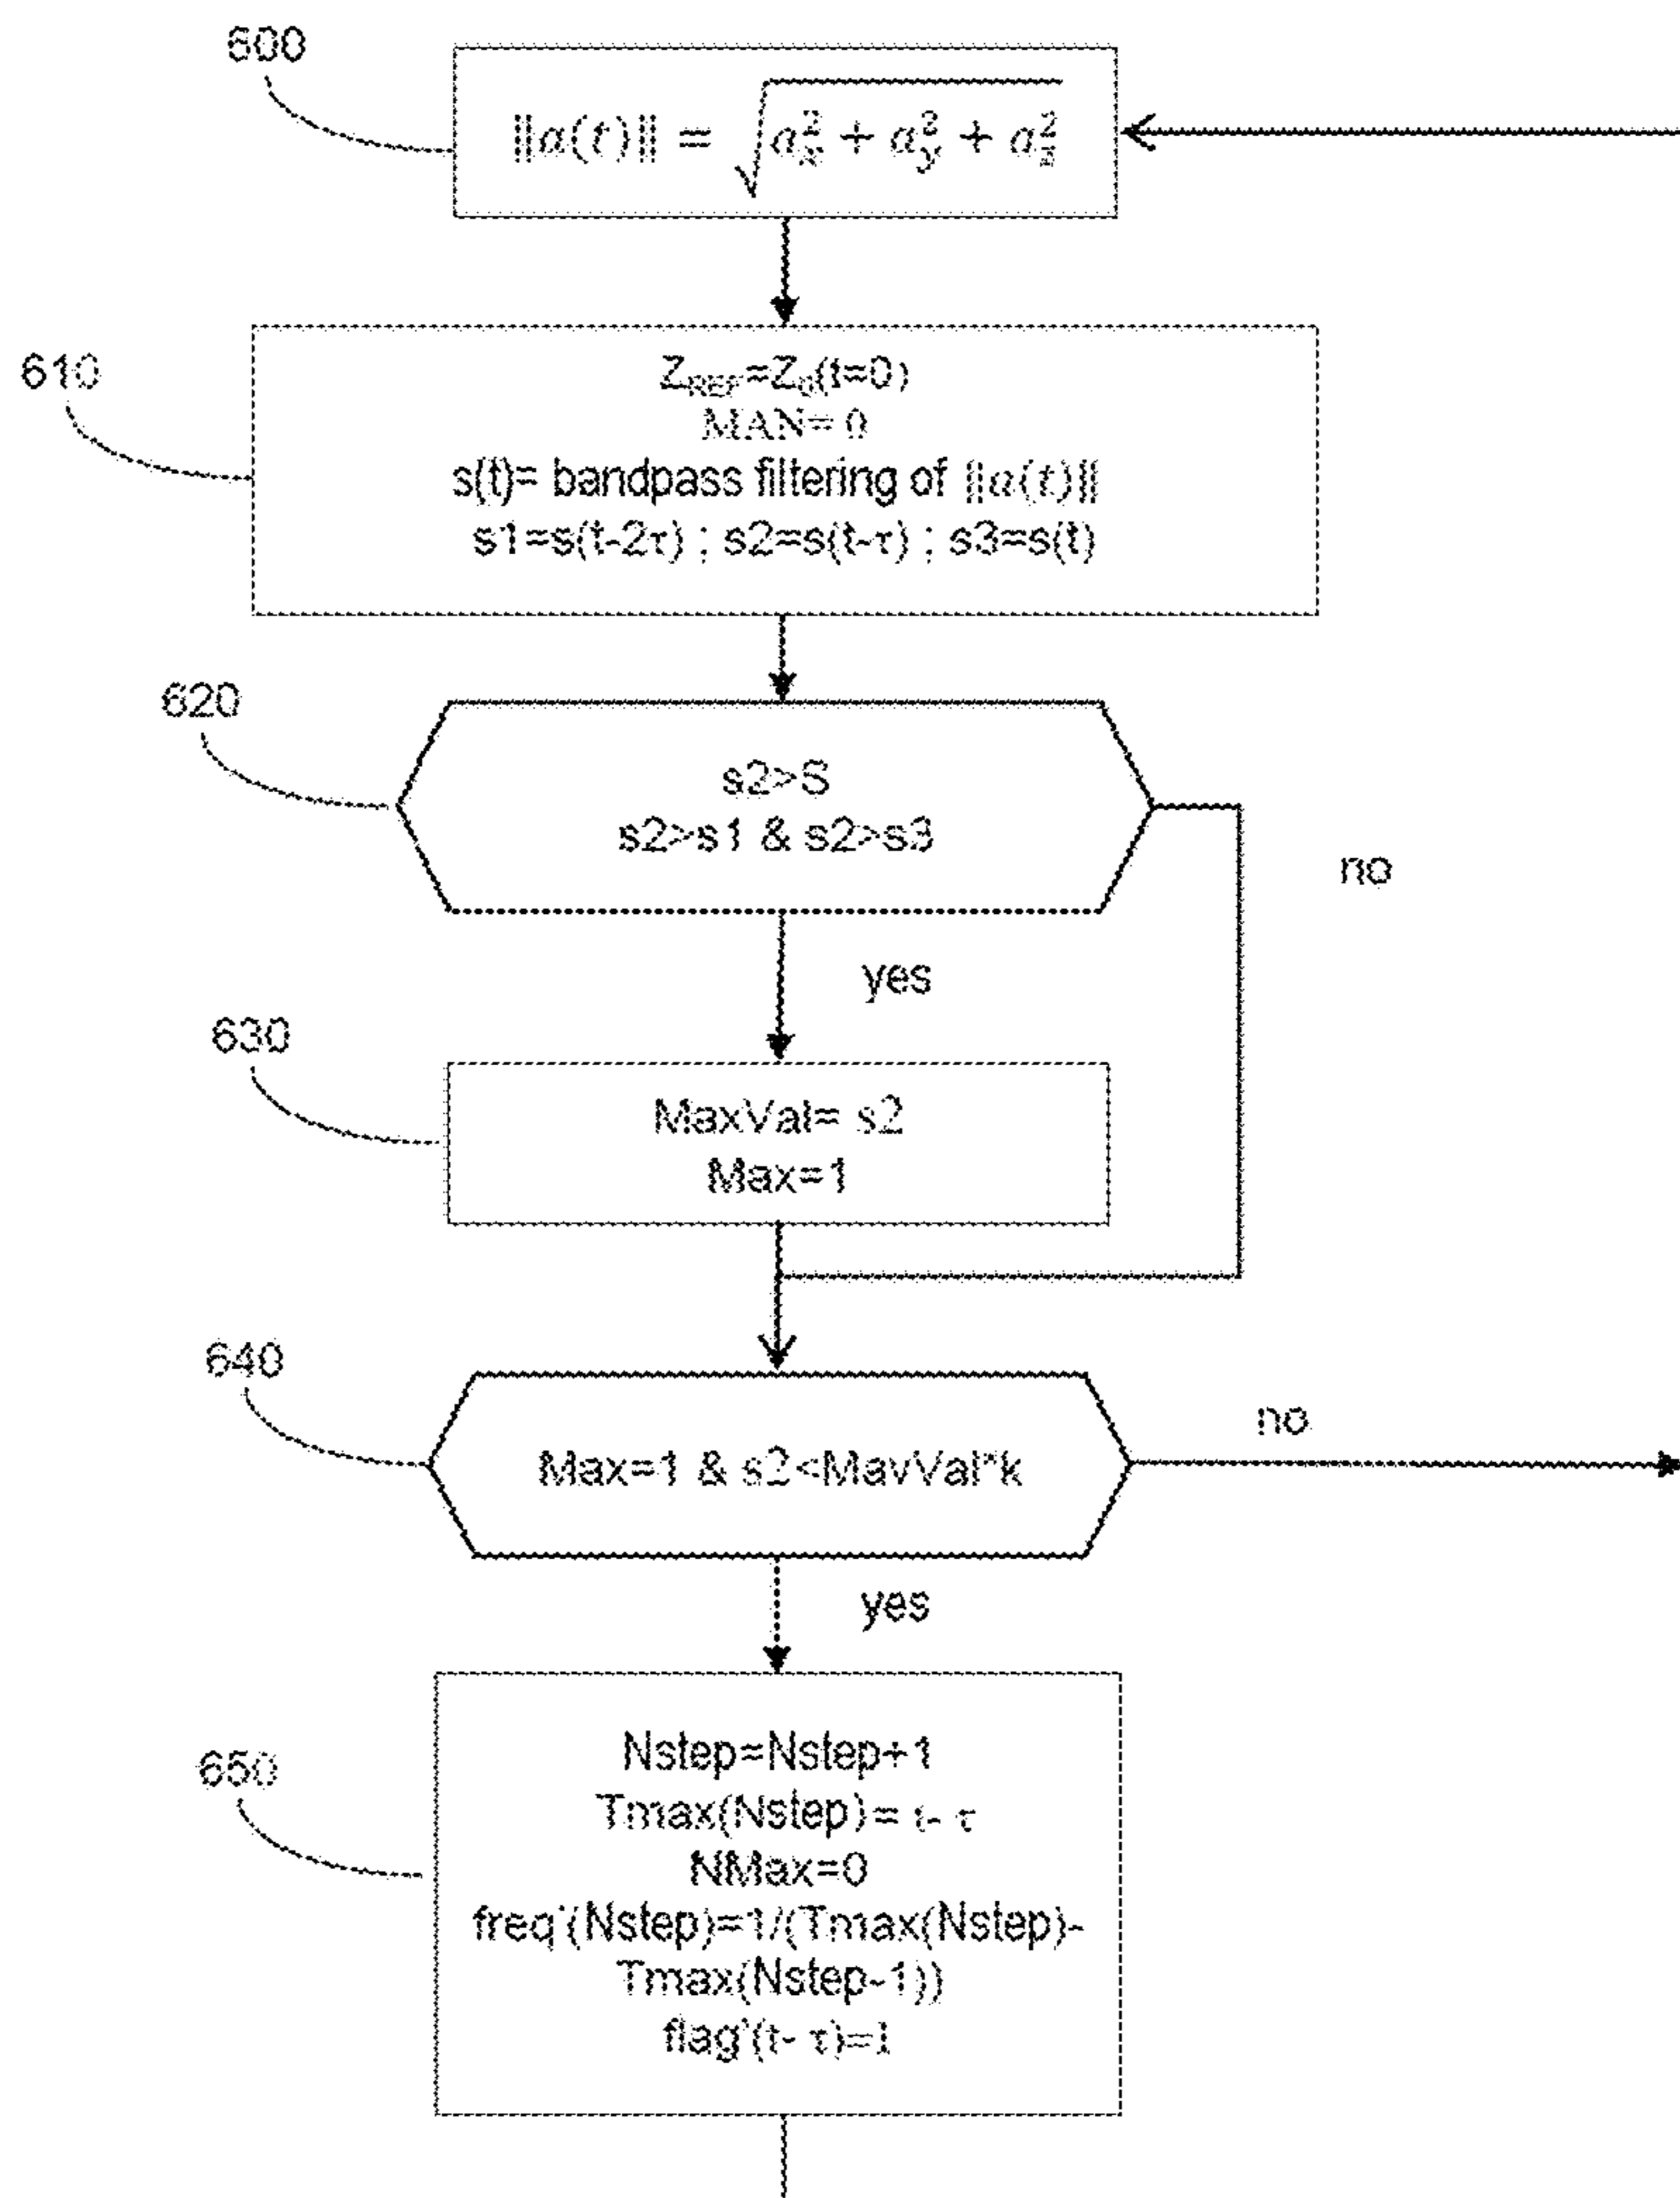 600
‖a(t)‖ = √(aₓ² + a_y² + a_z²)
610
Z_REF=Z_0(t=0)
MAN= 0
s(t)= bandpass filtering of ‖a(t)‖
s1=s(t-2τ) ; s2=s(t-τ) ; s3=s(t)
620
s2>S
s2>s1 & s2>s3
no
yes
630
MaxVal= s2
Max=1
640
Max=1 & s2<MavVal*k
no
yes
650
Nstep=Nstep+1
Tmax(Nstep)= t- τ
NMax=0
freq'(Nstep)=1/(Tmax(Nstep)-
Tmax(Nstep-1))
flag'(t- τ)=1